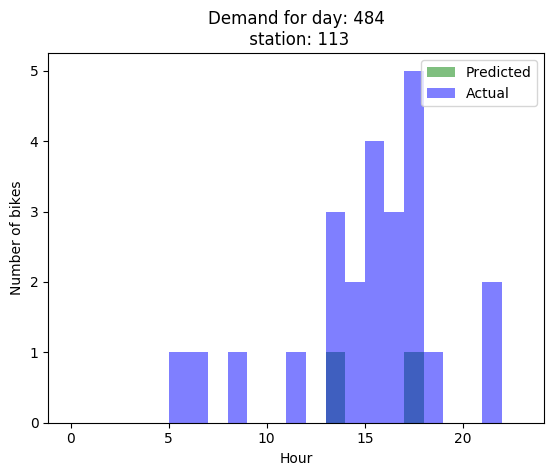 Demand for day: 484
station: 113
Predicted
Actual
5
4
3
2
1
0
Number of bikes
0 5 10 15 20
Hour